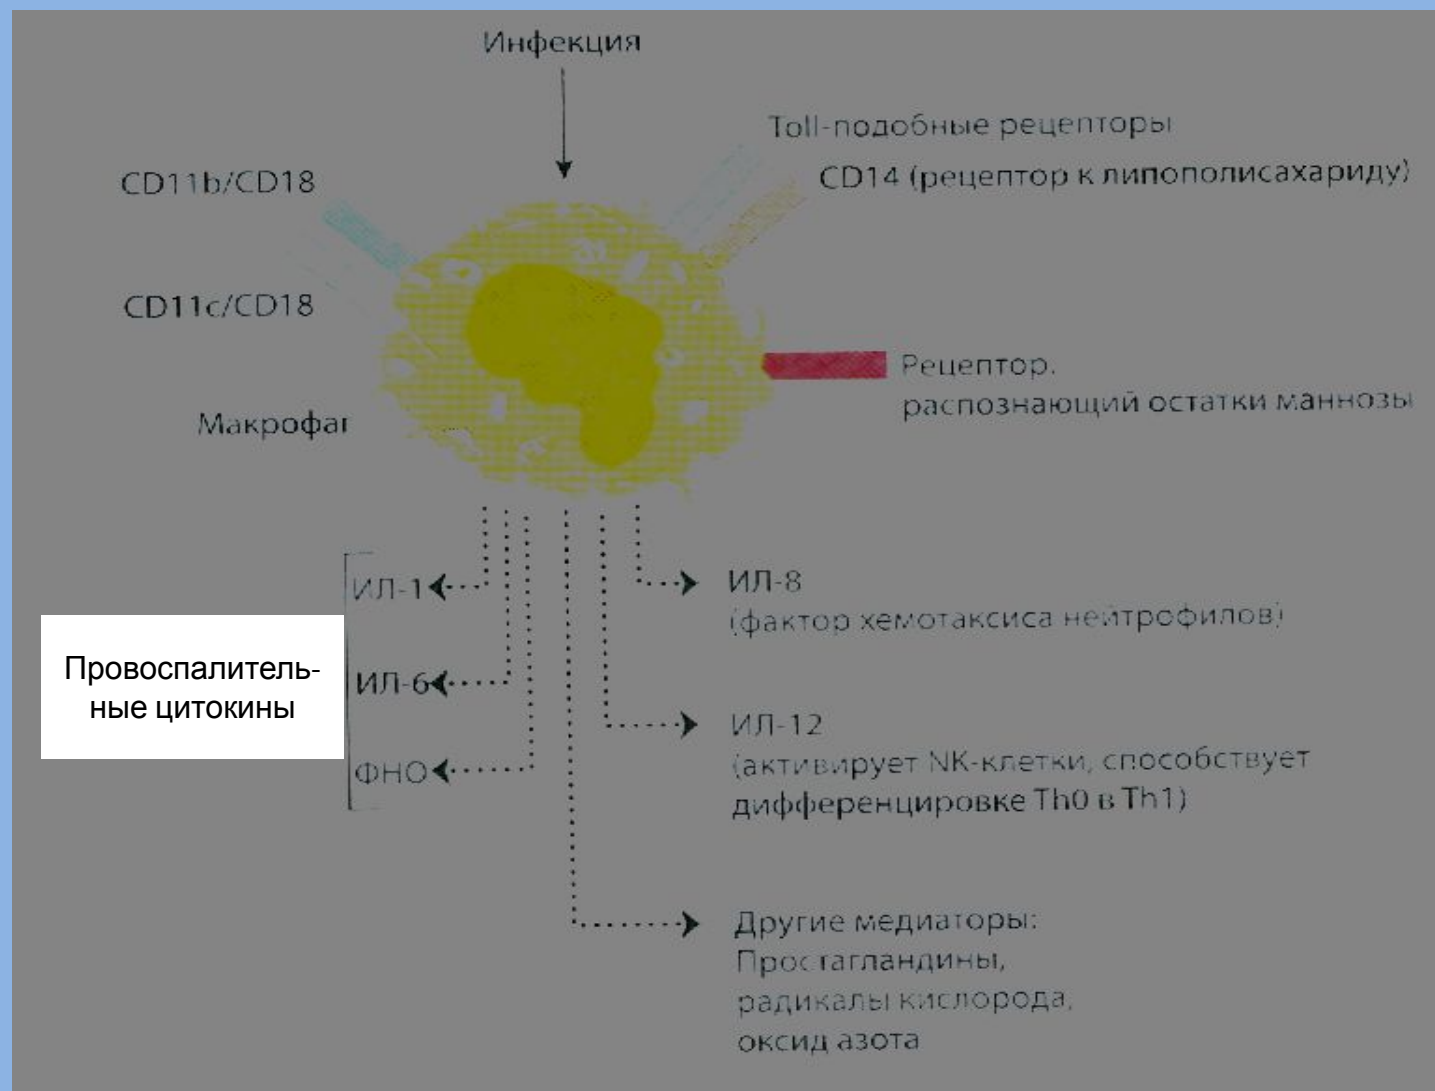 Инфекция
Toll-подобные рецепторы
CD14 (рецептор к липополисахариду)
CD11b/CD18
CD11c/CD18
Рецептор.
распознающий остатки маннозы
Макрофаг
ИЛ-1
ИЛ-6
ФНО
Провоспалитель-
ные цитокины
ИЛ-8
(фактор хемотаксиса нейтрофилов)
ИЛ-12
(активирует NK-клетки, способствует
дифференцировке Th0 в Th1)
Другие медиаторы:
Простагландины,
радикалы кислорода,
оксид азота